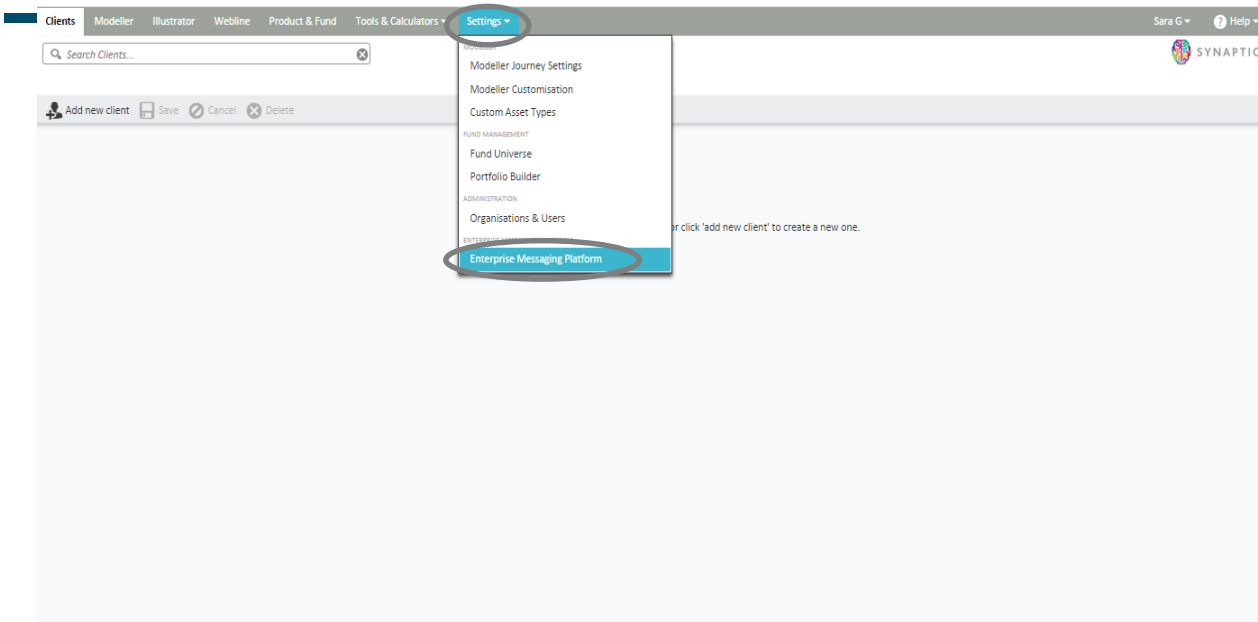 Clients Modeller Illustrator Webline Product & Fund Tools & Calculators Settings Sara G Help
Search Clients...
SYNAPTIC
Add new client Save Cancel Delete
MODELLER
Modeller Journey Settings
Modeller Customisation
Custom Asset Types
FUND MANAGEMENT
Fund Universe
Portfolio Builder
ADMINISTRATION
Organisations & Users
or click 'add new client' to create a new one.
Enterprise Messaging Platform